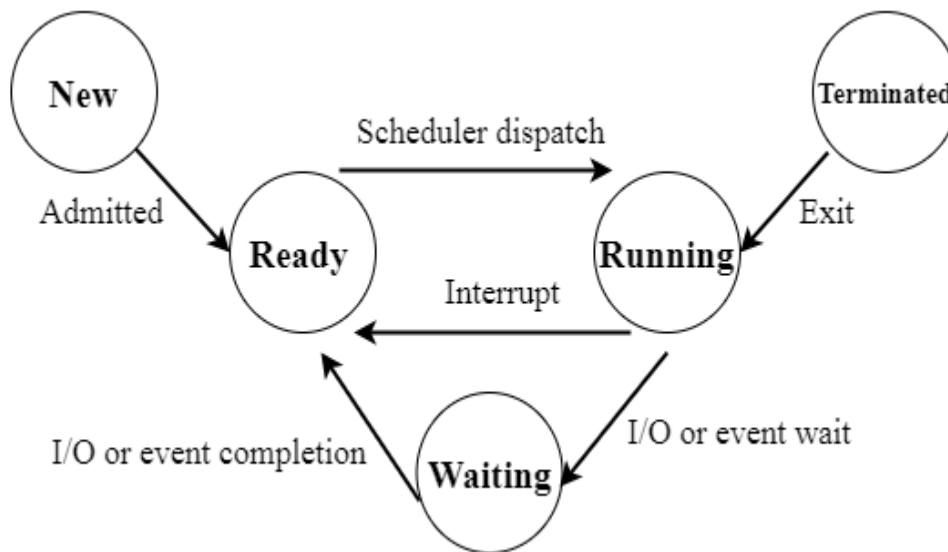 New
Terminated
Scheduler dispatch
Admitted
Exit
Ready
Running
Interrupt
I/O or event completion
I/O or event wait
Waiting